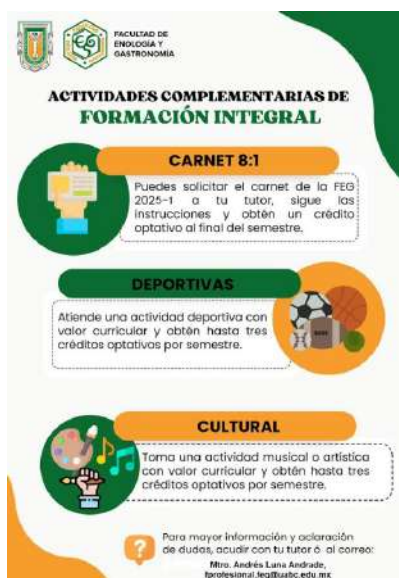 FACULTAD DE
ENOLOGÍA Y
GASTRONOMÍA
ACTIVIDADES COMPLEMENTARIAS DE
FORMACIÓN INTEGRAL
CARNET 8:1
Puedes solicitar el carnet de la FEG
2025-1 a tu tutor, sigue las
instrucciones y obtén un crédito
optativo al final del semestre.
DEPORTIVAS
Atiende una actividad deportiva con
valor curricular y obtén hasta tres
créditos optativos por semestre.
CULTURAL
Toma una actividad musical o artística
con valor curricular y obtén hasta tres
créditos optativos por semestre.
?
Para mayor información y aclaración
de dudas, acudir con tu tutor ó al correo:
Mtro. Andrés Luna Andrade,
fprofesional.feg@uabc.edu.mx